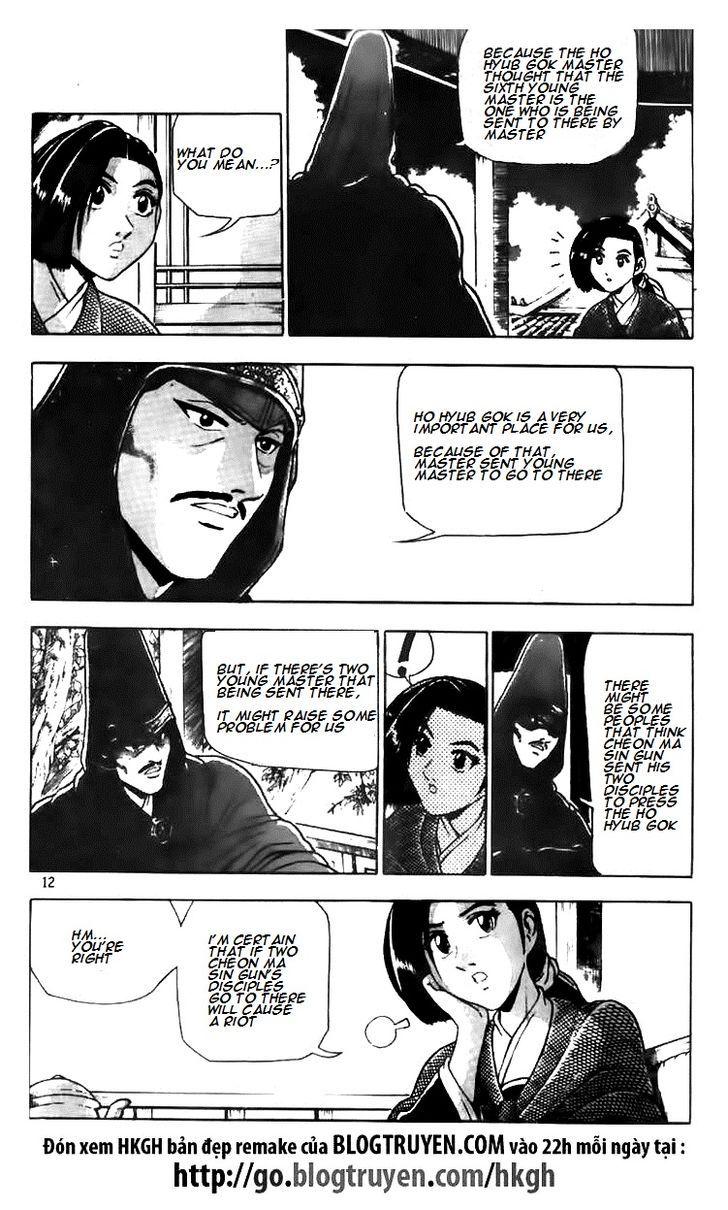 BECAUSE THE HO
HYUB GOK MASTER
THOUGHT THAT THE
SIXTH YOUNG
MASTER IS THE
ONE WHO IS BEING
SENT TO THERE BY
MASTER
WHAT DO
YOU MEAN...?
HO HYUB GOK IS A VERY
IMPORTANT PLACE FOR US,
BECAUSE OF THAT,
MASTER SENT YOUNG
MASTER TO GO TO THERE
BUT, IF THERE'S TWO
YOUNG MASTER THAT
BEING SENT THERE,
IT MIGHT RAISE SOME
PROBLEM FOR US
!
THERE
MIGHT
BE SOME
PEOPLES
THAT THINK
CHEON MA
SIN GUN
SENT HIS
TWO
DISCIPLES
TO PRESS
THE HO
HYUB GOK
12
HM...
YOU'RE
RIGHT
I'M CERTAIN
THAT IF TWO
CHEON MA
SIN GUN'S
DISCIPLES
GO TO THERE
WILL CAUSE
A RIOT
Đón xem HKGH bản đẹp remake của BLOGTRUYEN.COM vào 22h mỗi ngày tại :
http://go.blogtruyen.com/hkgh